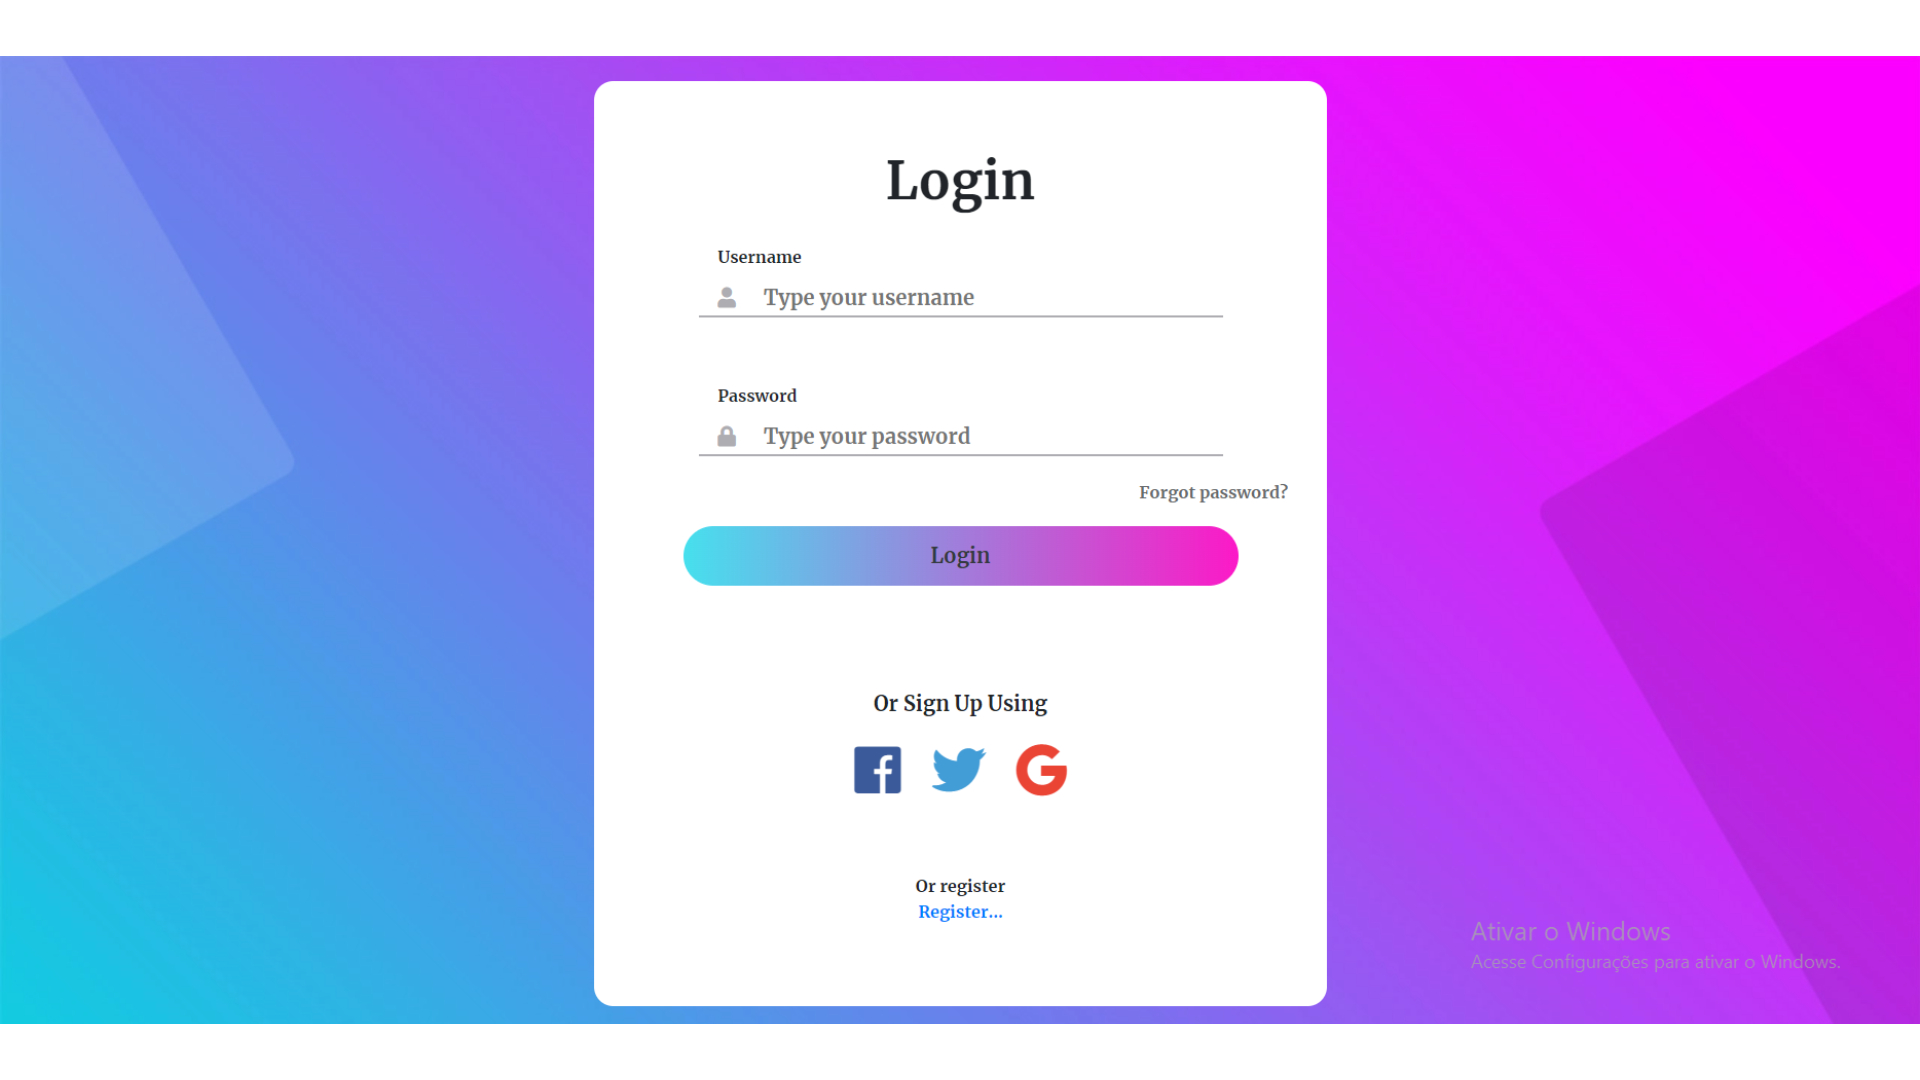 Login
Username
Type your username
Password
Type your password
Forgot password?
Login
Or Sign Up Using
Or register
Register...
Ativar o Windows
Acesse Configurações para ativar o Windows.